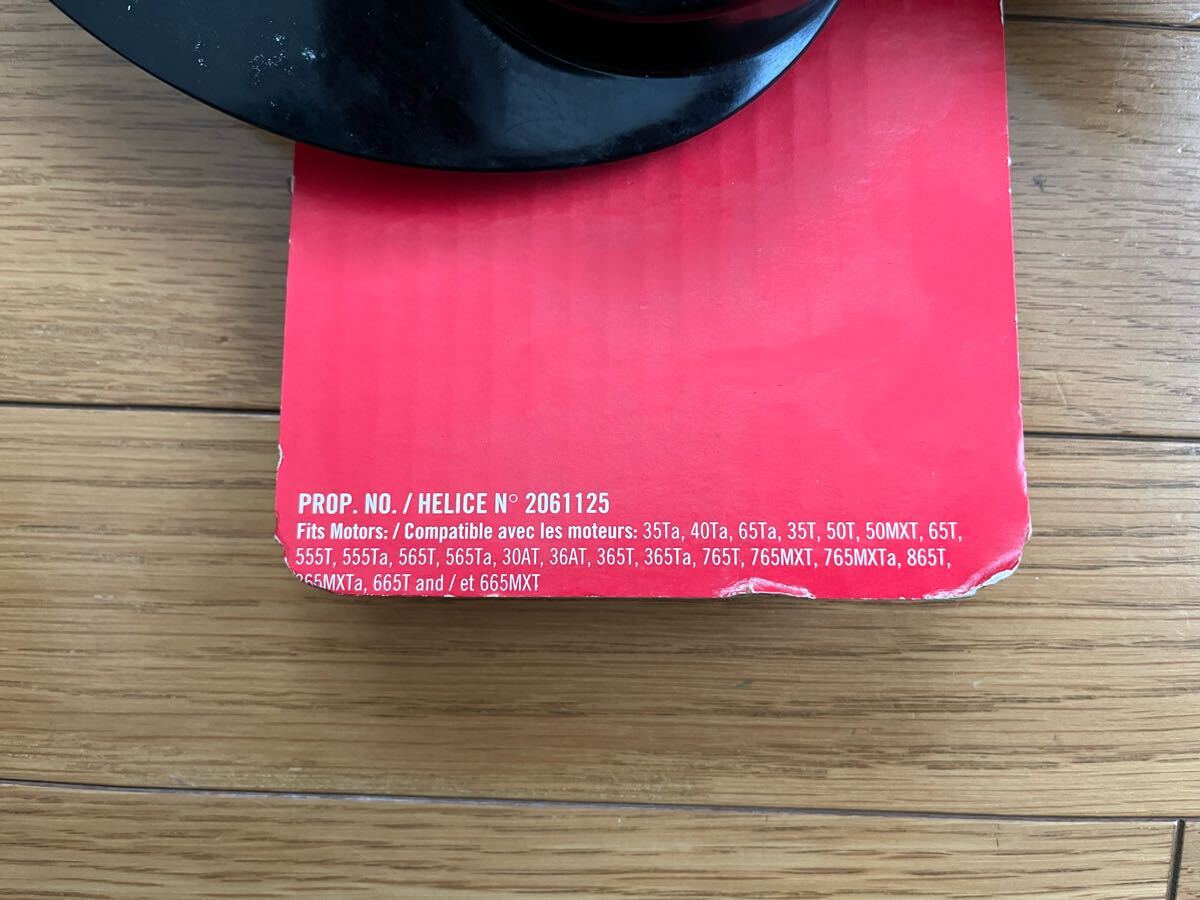 PROP. NO. / HELICE N° 2061125
Fits Motors: / Compatible avec les moteurs: 35Ta, 40Ta, 65Ta, 35T, 50T, 50MXT, 65T,
555T, 555Ta, 565T, 565Ta, 30AT, 36AT, 365T, 365Ta, 765T, 765MXT, 765MXTa, 865T,
665T and / et 665MXT